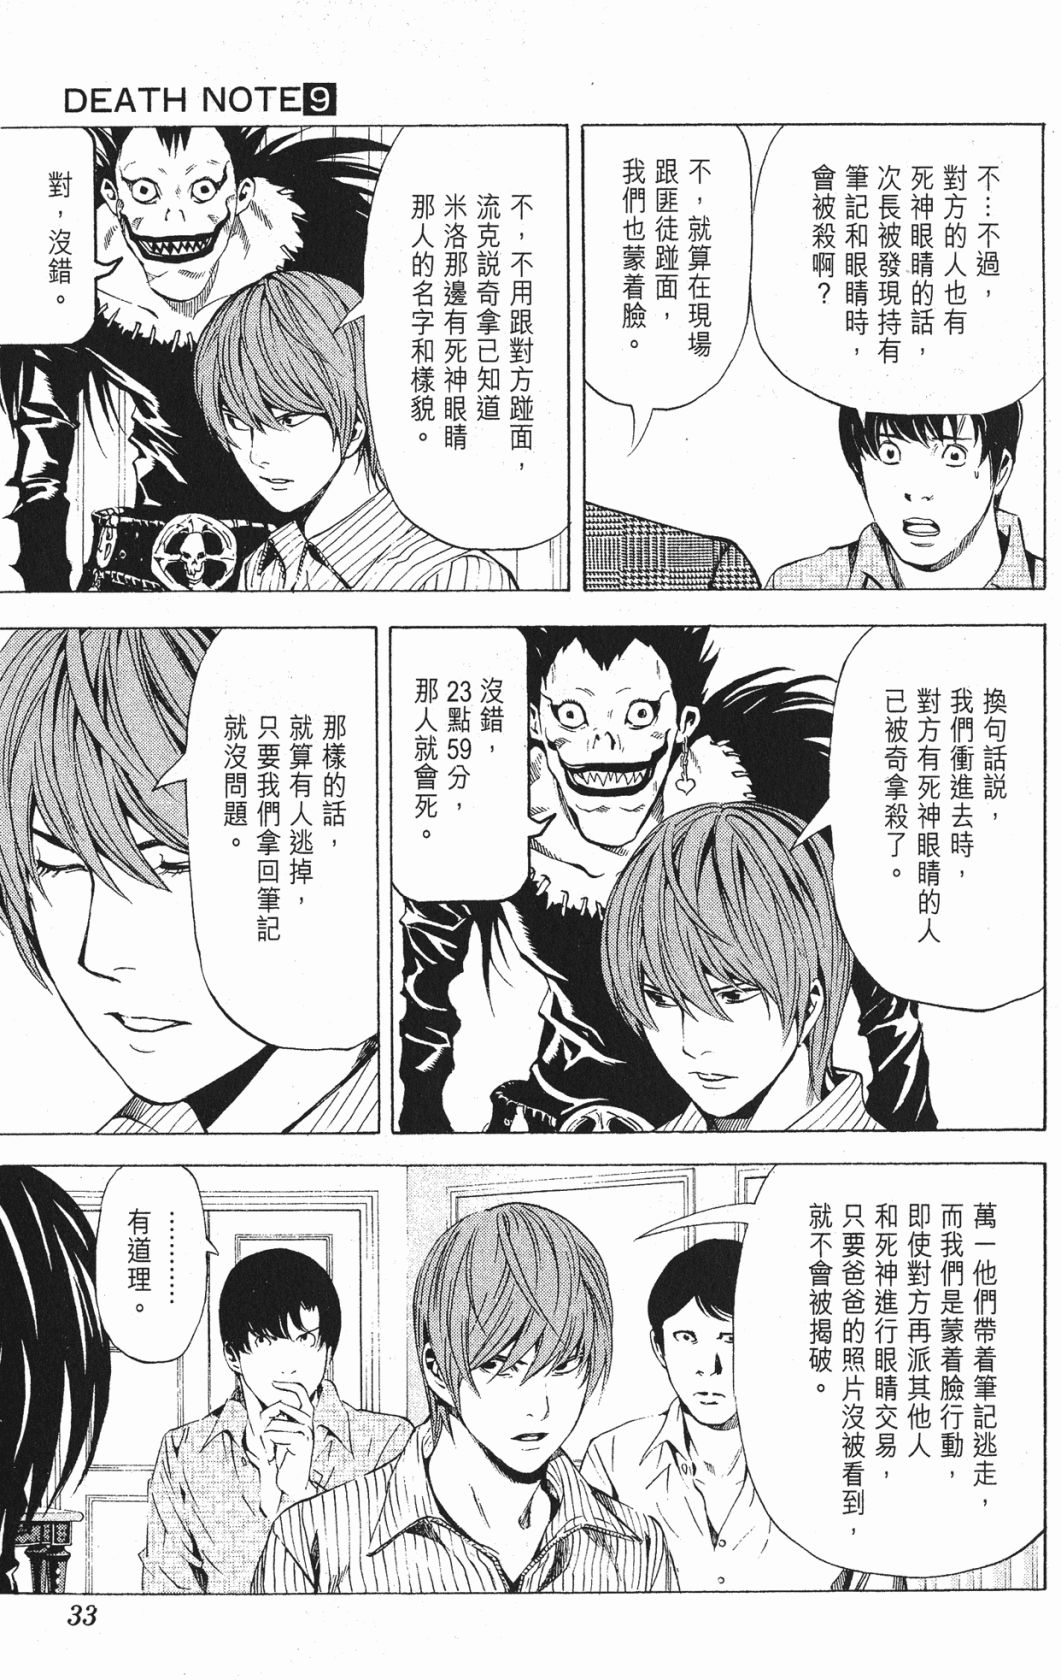 DEATH NOTE 9
不…不過，
對方的人也有
死神眼睛的話，
次長被發現持有
筆記和眼睛時，
會被殺啊？
不，就算在現場
跟匪徒踫面，
我們也蒙着臉。
不，不用跟對方踫面，
流克説奇拿已知道
米洛那邊有死神眼睛
那人的名字和樣貌。
對，沒錯。
換句話説，
我們衝進去時，
對方有死神眼睛的人
已被奇拿殺了。
沒錯，
23點59分，
那人就會死。
那樣的話，
就算有人逃掉，
只要我們拿回筆記
就沒問題。
萬一他們帶着筆記逃走，
而我們是蒙着臉行動，
即使對方再派其他人
和死神進行眼睛交易，
只要爸爸的照片沒被看到，
就不會被揭破。
…………
有道理。
33